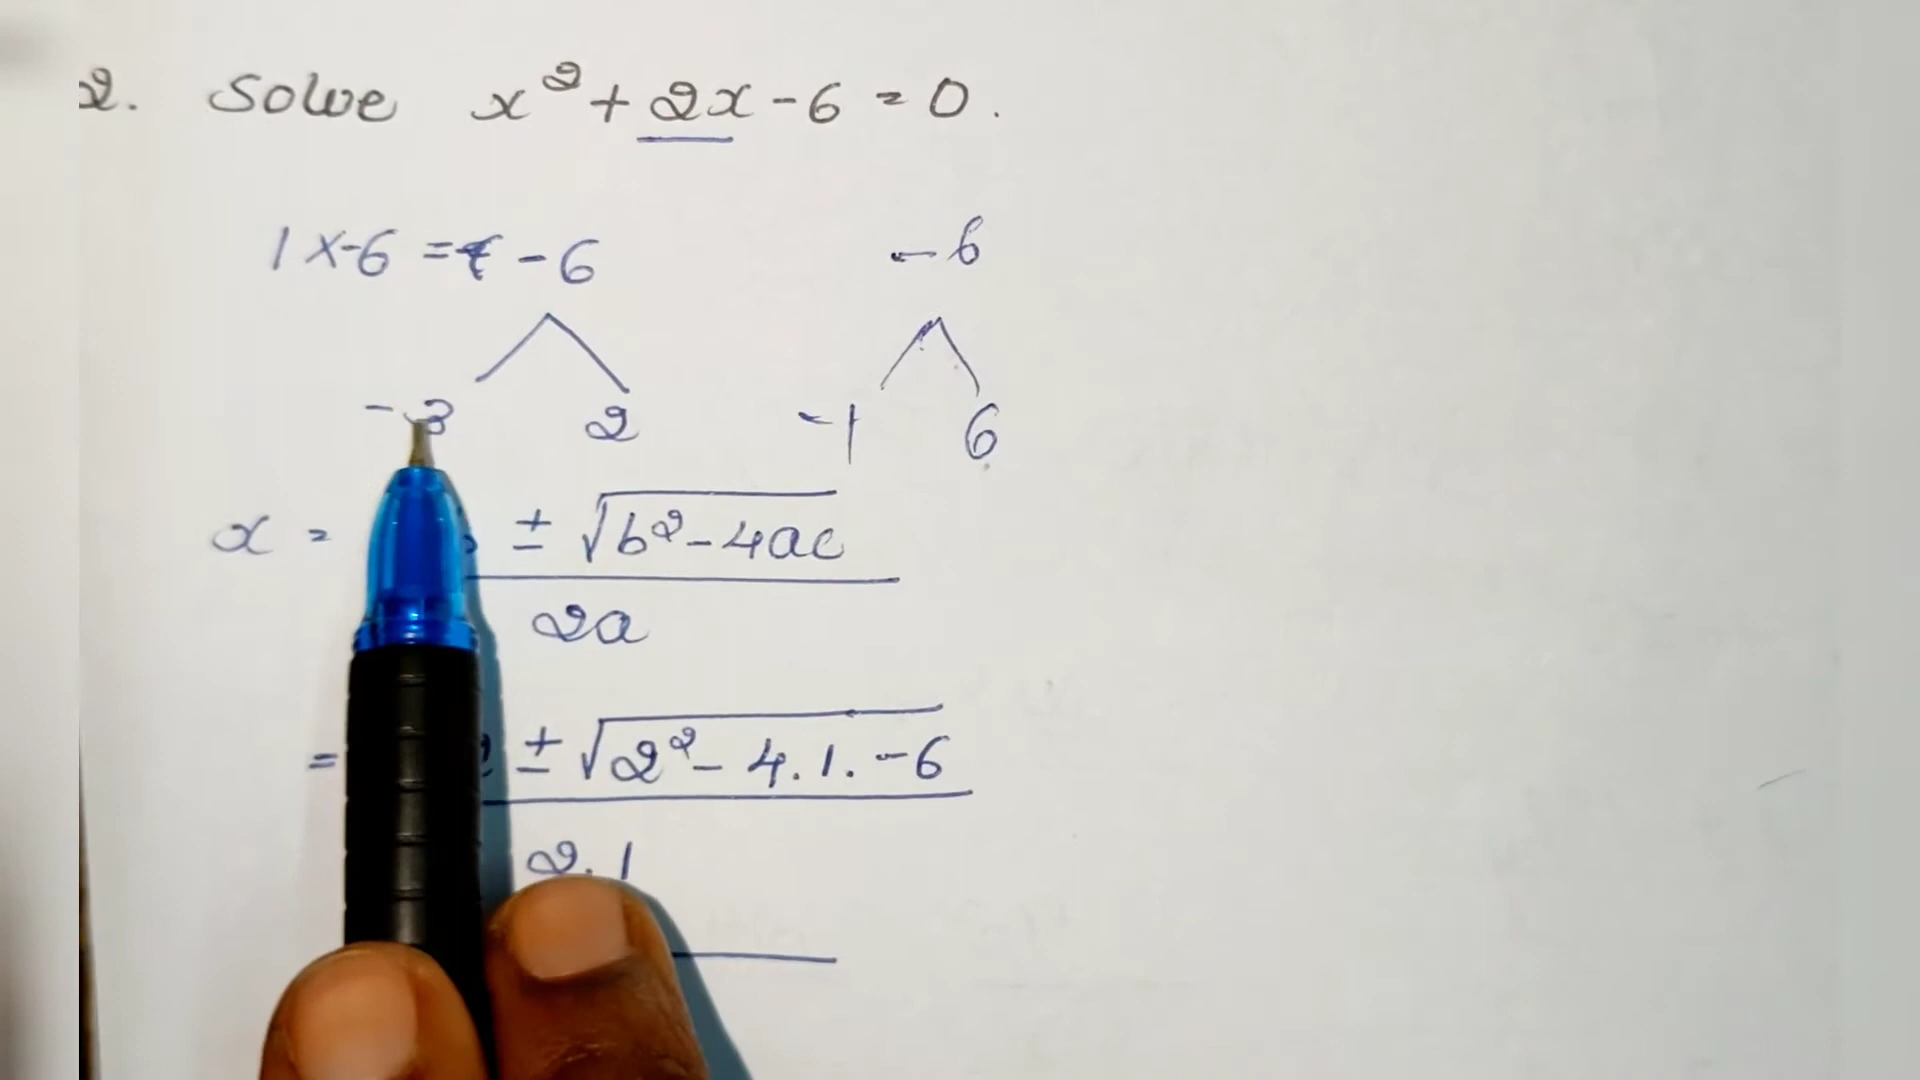 2. Solve x² + 2x - 6 = 0.
1 x -6 = - 6
- 6
- 3 2 - 1 6
x = ± √b² - 4ac
2a
= ± √2² - 4.1. -6
2.1